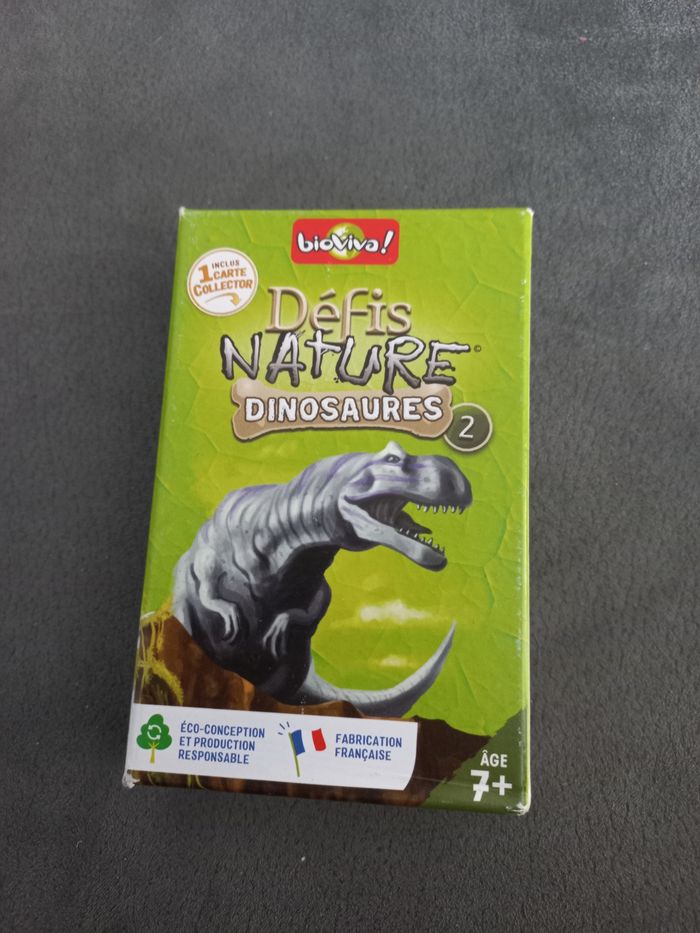 bioViva!
INCLUS
1 CARTE
COLLECTOR
Défis
NATURE ©
DINOSAURES
2
ÉCO-CONCEPTION
ET PRODUCTION
RESPONSABLE
FABRICATION
FRANÇAISE
ÂGE
7+